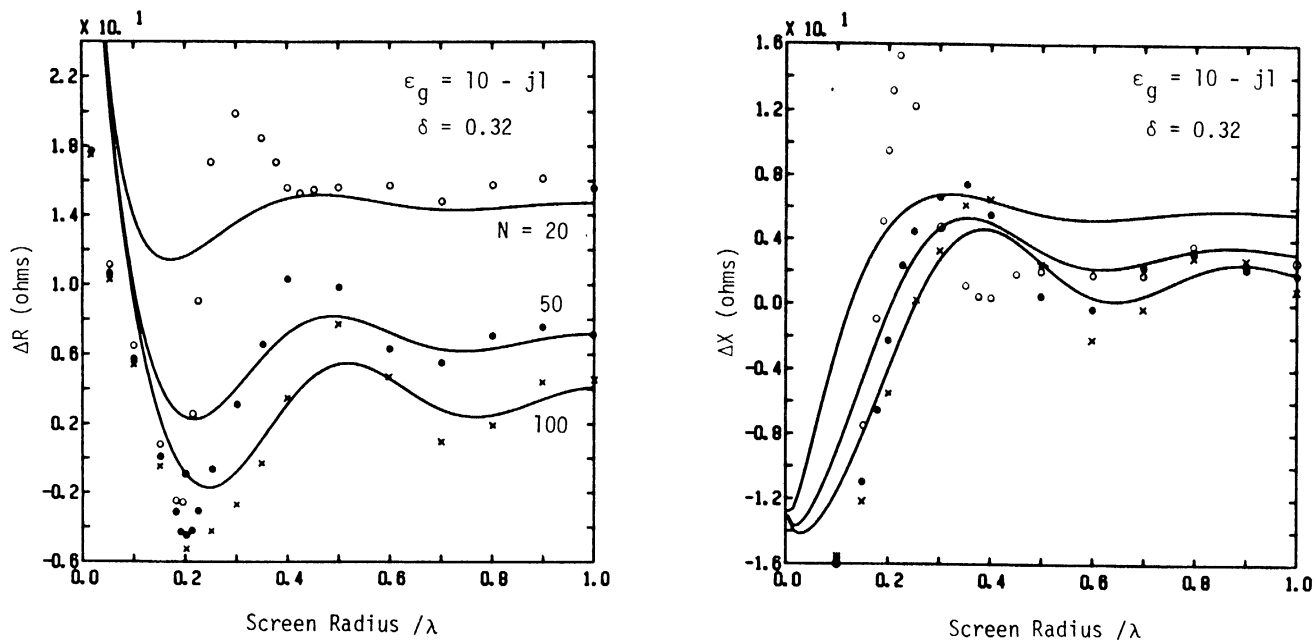 X 10. 1
2.2
1.8
1.4
1.0
0.6
0.2
-0.2
-0.6
0.0 0.2 0.4 0.6 0.8 1.0
ΔR (ohms)
Screen Radius /λ
ε_g = 10 - j1
δ = 0.32
N = 20
50
100
X 10. 1
1.6
1.2
0.8
0.4
0.0
-0.4
-0.8
-1.2
-1.6
0.0 0.2 0.4 0.6 0.8 1.0
ΔX (ohms)
Screen Radius /λ
ε_g = 10 - j1
δ = 0.32